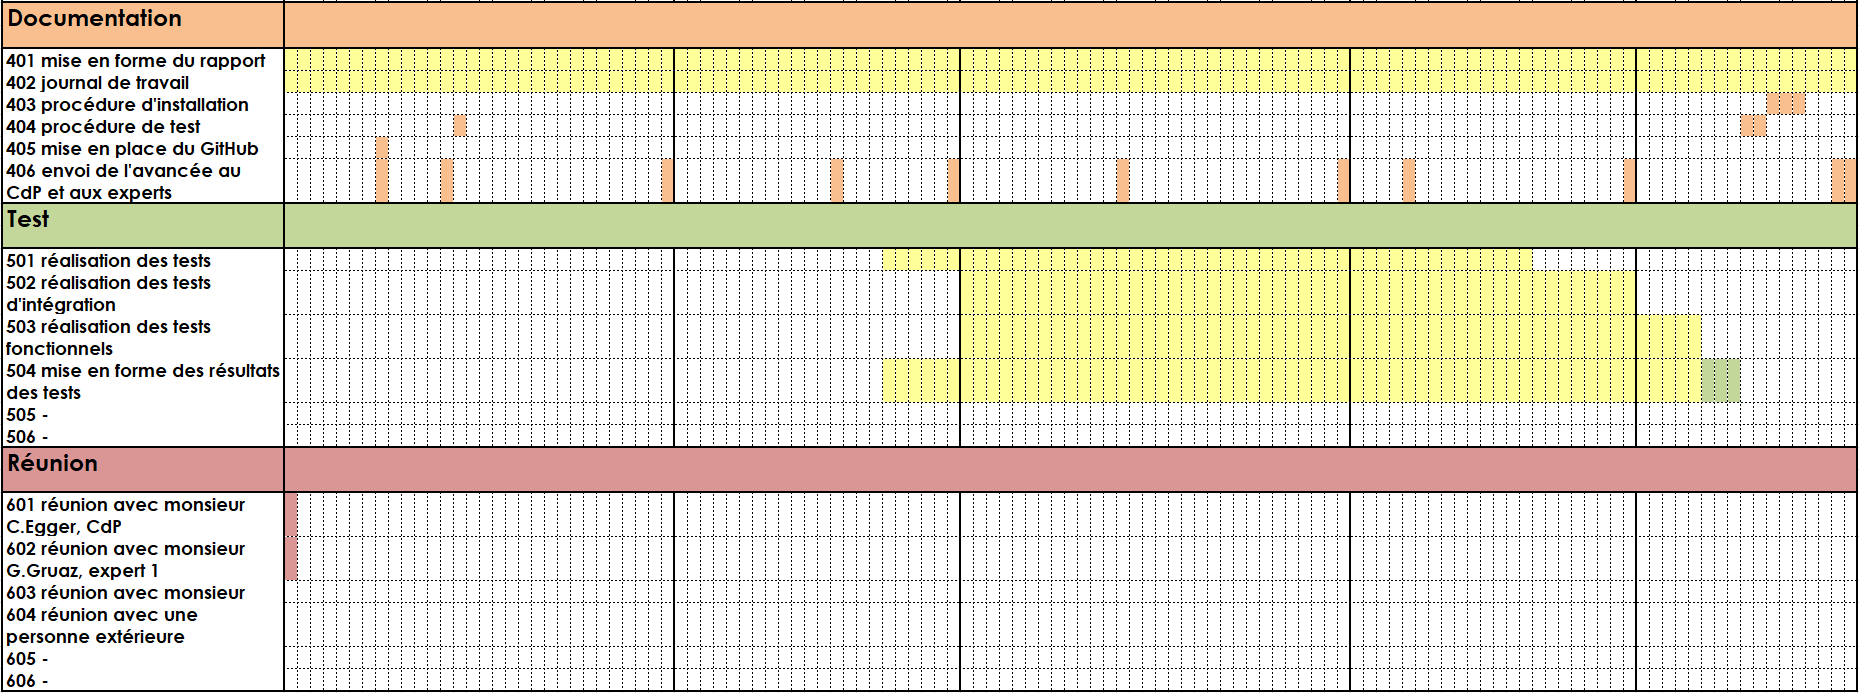 Documentation
401 mise en forme du rapport
402 journal de travail
403 procédure d'installation
404 procédure de test
405 mise en place du GitHub
406 envoi de l'avancée au
CdP et aux experts
Test
501 réalisation des tests
502 réalisation des tests
d'intégration
503 réalisation des tests
fonctionnels
504 mise en forme des résultats
des tests
505 -
506 -
Réunion
601 réunion avec monsieur
C.Egger, CdP
602 réunion avec monsieur
G.Gruaz, expert 1
603 réunion avec monsieur
604 réunion avec une
personne extérieure
605 -
606 -